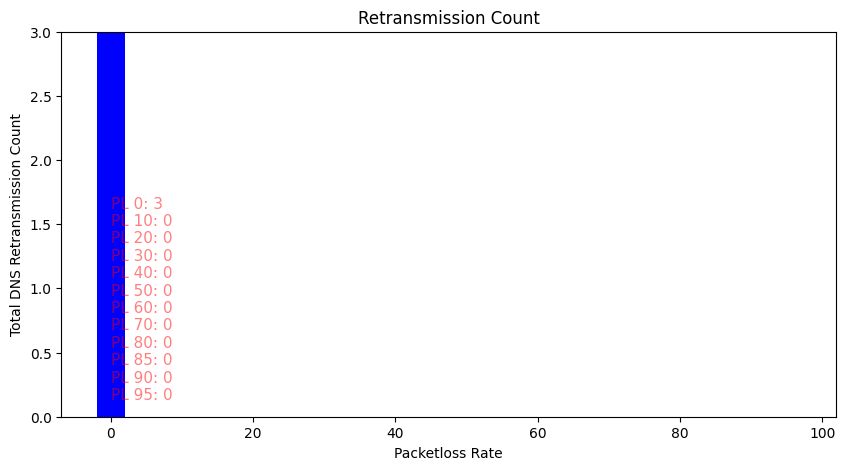 Retransmission Count
3.0
2.5
2.0
1.5
1.0
0.5
0.0
Total DNS Retransmission Count
PL 0: 3
PL 10: 0
PL 20: 0
PL 30: 0
PL 40: 0
PL 50: 0
PL 60: 0
PL 70: 0
PL 80: 0
PL 85: 0
PL 90: 0
PL 95: 0
0 20 40 60 80 100
Packetloss Rate